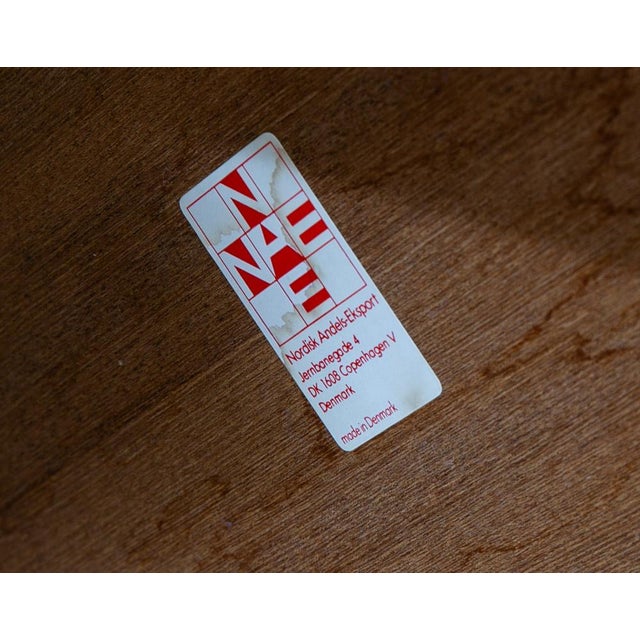 N
NAE
E
Nordisk Andels-Eksport
Jernbanegade 4
DK 1608 Copenhagen V
Denmark
made in Denmark